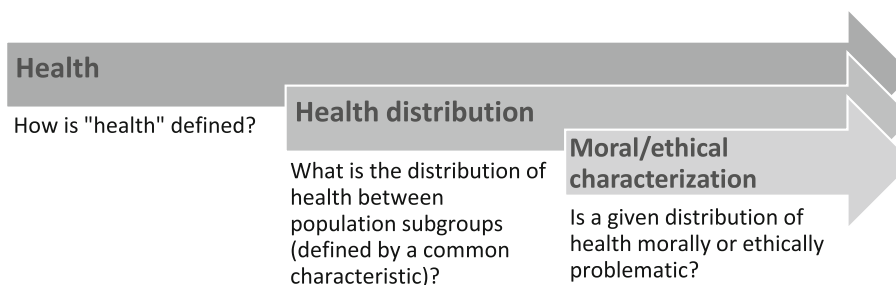 Health
How is "health" defined?
Health distribution
What is the distribution of
health between
population subgroups
(defined by a common
characteristic)?
Moral/ethical
characterization
Is a given distribution of
health morally or ethically
problematic?